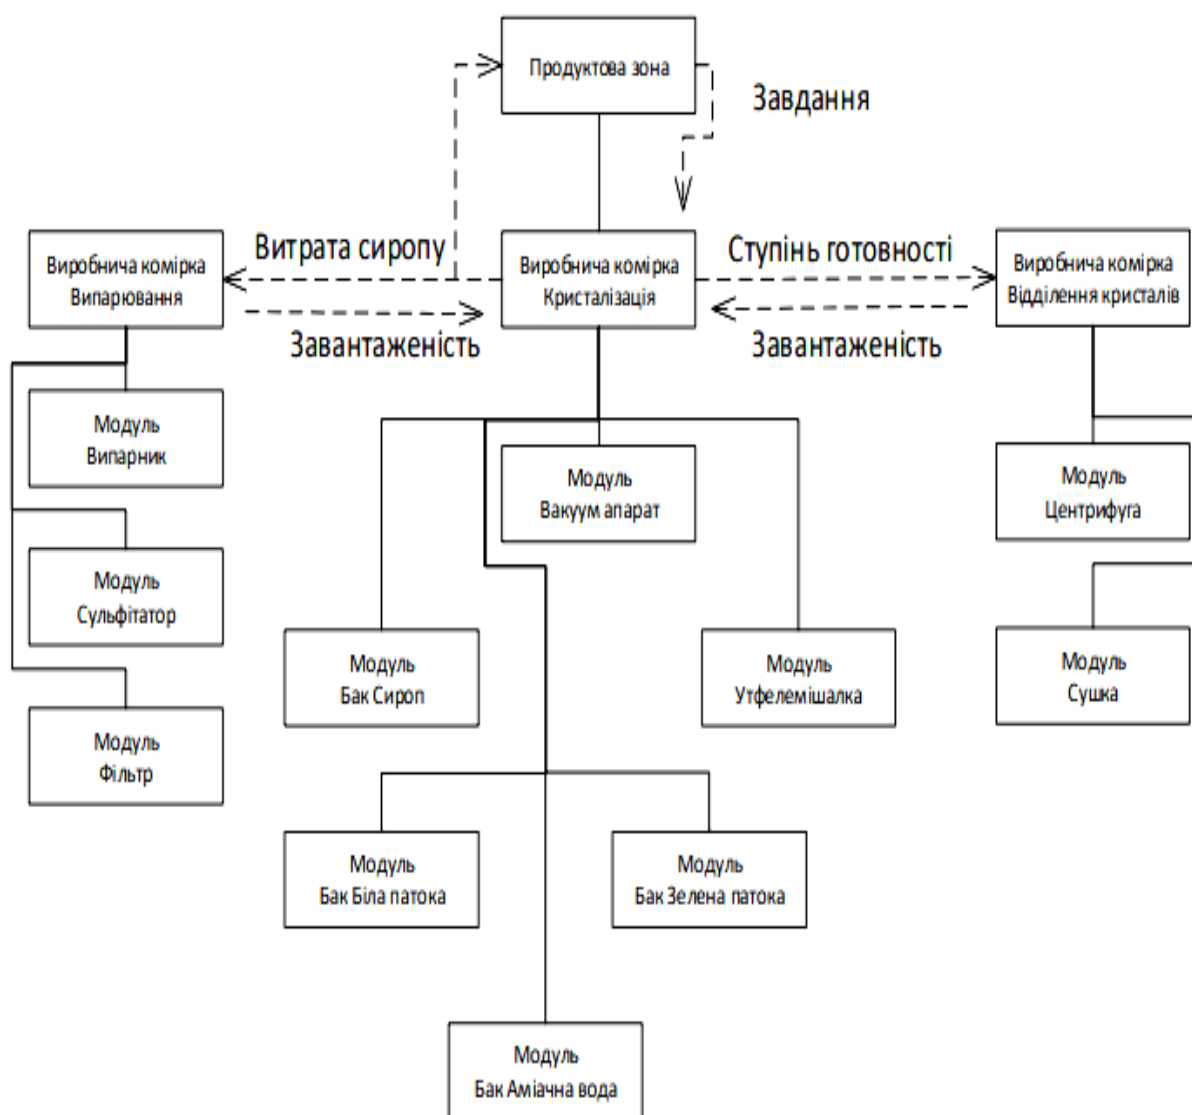 Продуктова зона
Завдання
Витрата сиропу
Ступінь готовності
Виробнича комірка
Випарювання
Виробнича комірка
Кристалізація
Виробнича комірка
Відділення кристалів
Завантаженість
Завантаженість
Модуль
Випарник
Модуль
Вакуум апарат
Модуль
Центрифуга
Модуль
Сульфітатор
Модуль
Бак Сироп
Модуль
Утфелемішалка
Модуль
Сушка
Модуль
Фільтр
Модуль
Бак Біла патока
Модуль
Бак Зелена патока
Модуль
Бак Аміачна вода